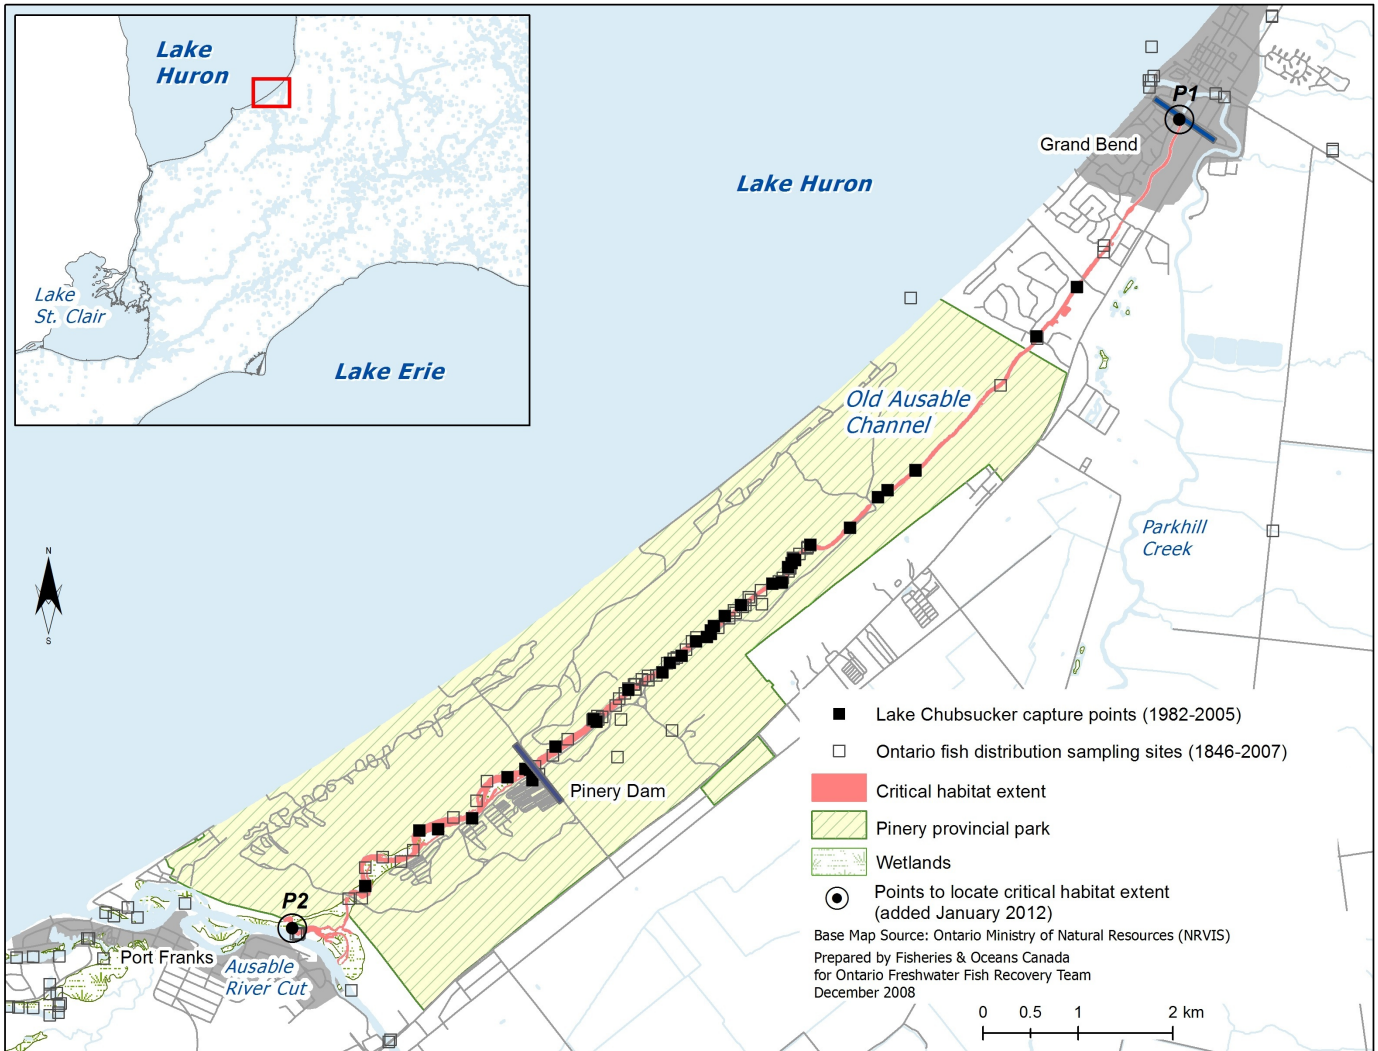 Lake
Huron
Lake
St. Clair
Lake Erie
Lake Huron
P1
Grand Bend
Old Ausable
Channel
Parkhill
Creek
N
S
Pinery Dam
P2
Port Franks
Ausable
River Cut
Lake Chubsucker capture points (1982-2005)
Ontario fish distribution sampling sites (1846-2007)
Critical habitat extent
Pinery provincial park
Wetlands
Points to locate critical habitat extent
(added January 2012)
Base Map Source: Ontario Ministry of Natural Resources (NRVIS)
Prepared by Fisheries & Oceans Canada
for Ontario Freshwater Fish Recovery Team
December 2008
0 0.5 1 2 km